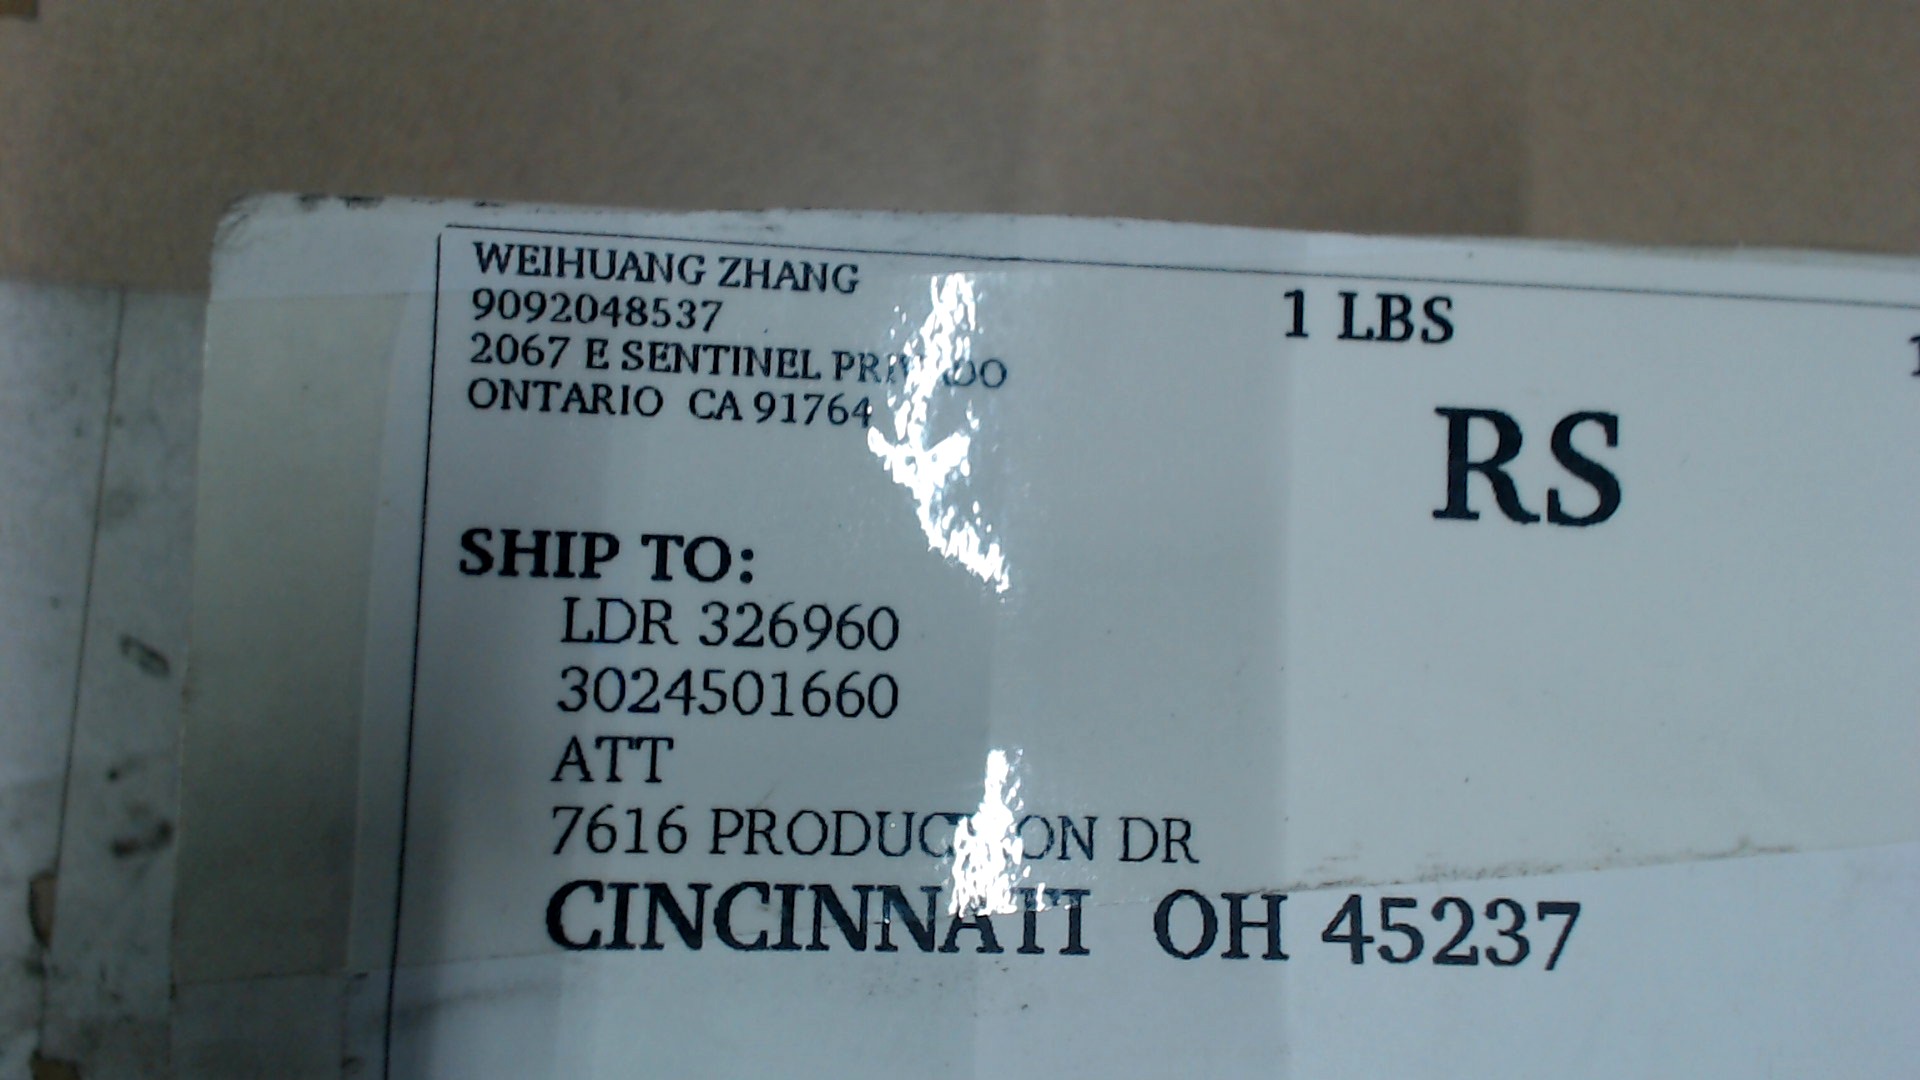 WEIHUANG ZHANG
9092048537
2067 E SENTINEL
ONTARIO CA 91764
1 LBS
RS
SHIP TO:
LDR 326960
3024501660
ATT
7616 PRODUCTION DR
CINCINNATI OH 45237